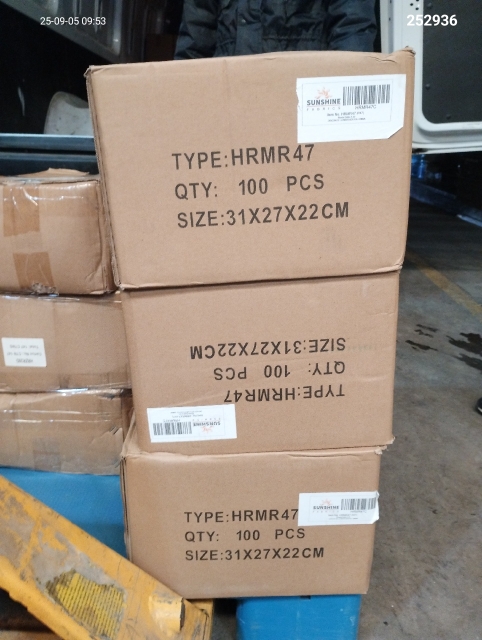 25-09-05 09:53
252936
SUNSHINE
HRMR47C
TYPE:HRMR47
QTY: 100 PCS
SIZE:31X27X22CM
TYPE:HRMR47
QTY: 100 PCS
SIZE:31X27X22CM
SUNSHINE
SUNSHINE
TYPE:HRMR47
QTY: 100 PCS
SIZE:31X27X22CM